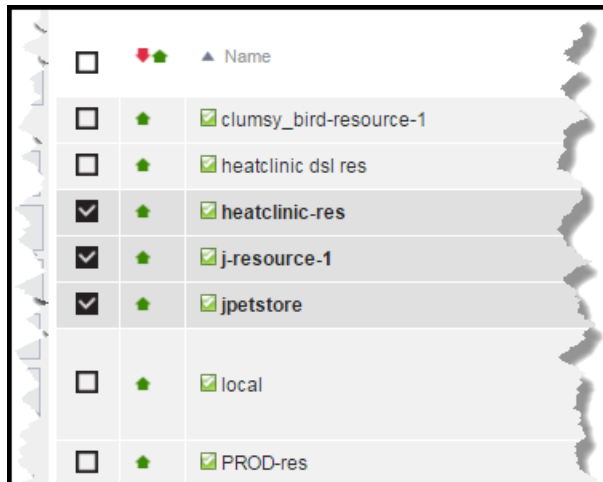 Name
clumsy_bird-resource-1
heatclinic dsl res
heatclinic-res
j-resource-1
jpetstore
local
PROD-res